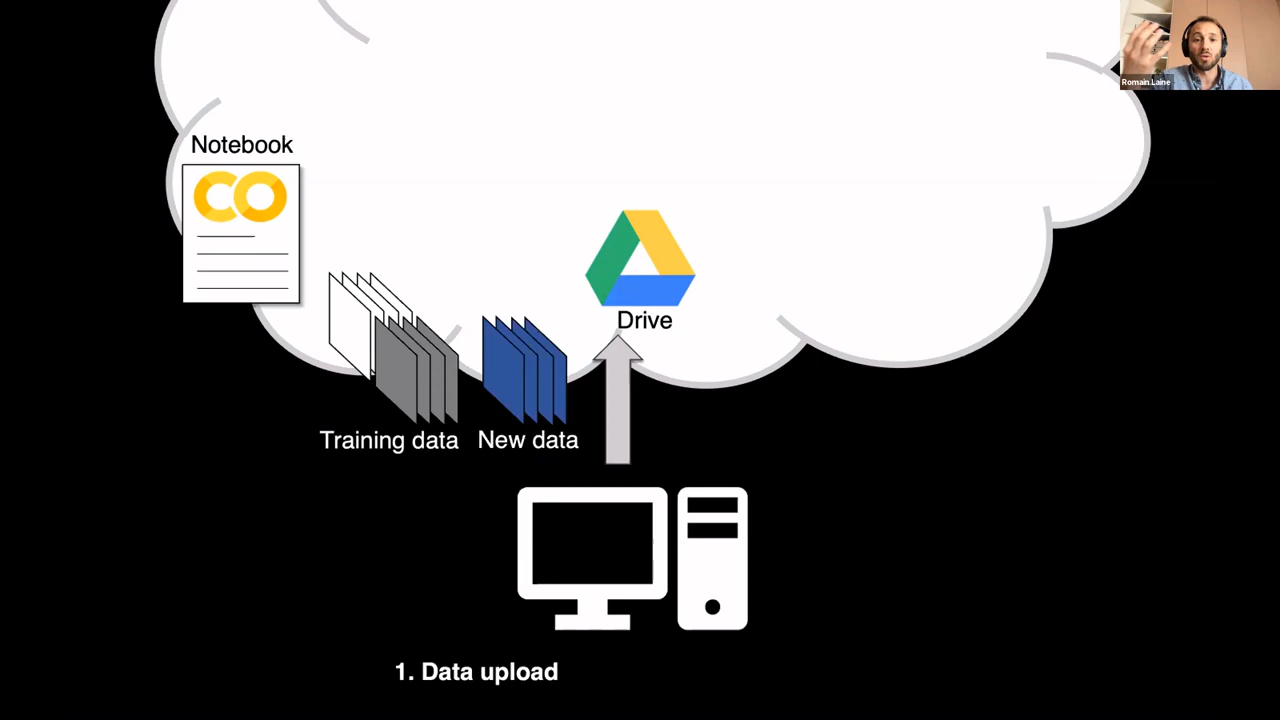 Romain Laine
Notebook
CO
Drive
Training data
New data
1. Data upload